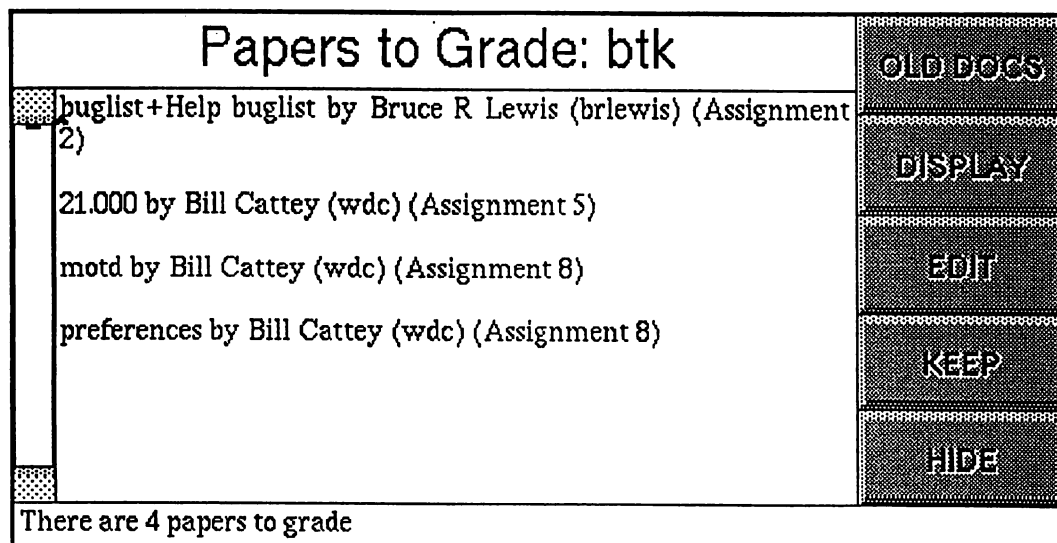 Papers to Grade: btk
buglist+Help buglist by Bruce R Lewis (brlewis) (Assignment
2)
21.000 by Bill Cattey (wdc) (Assignment 5)
motd by Bill Cattey (wdc) (Assignment 8)
preferences by Bill Cattey (wdc) (Assignment 8)
There are 4 papers to grade
OLD DOCS
DISPLAY
EDIT
KEEP
HIDE